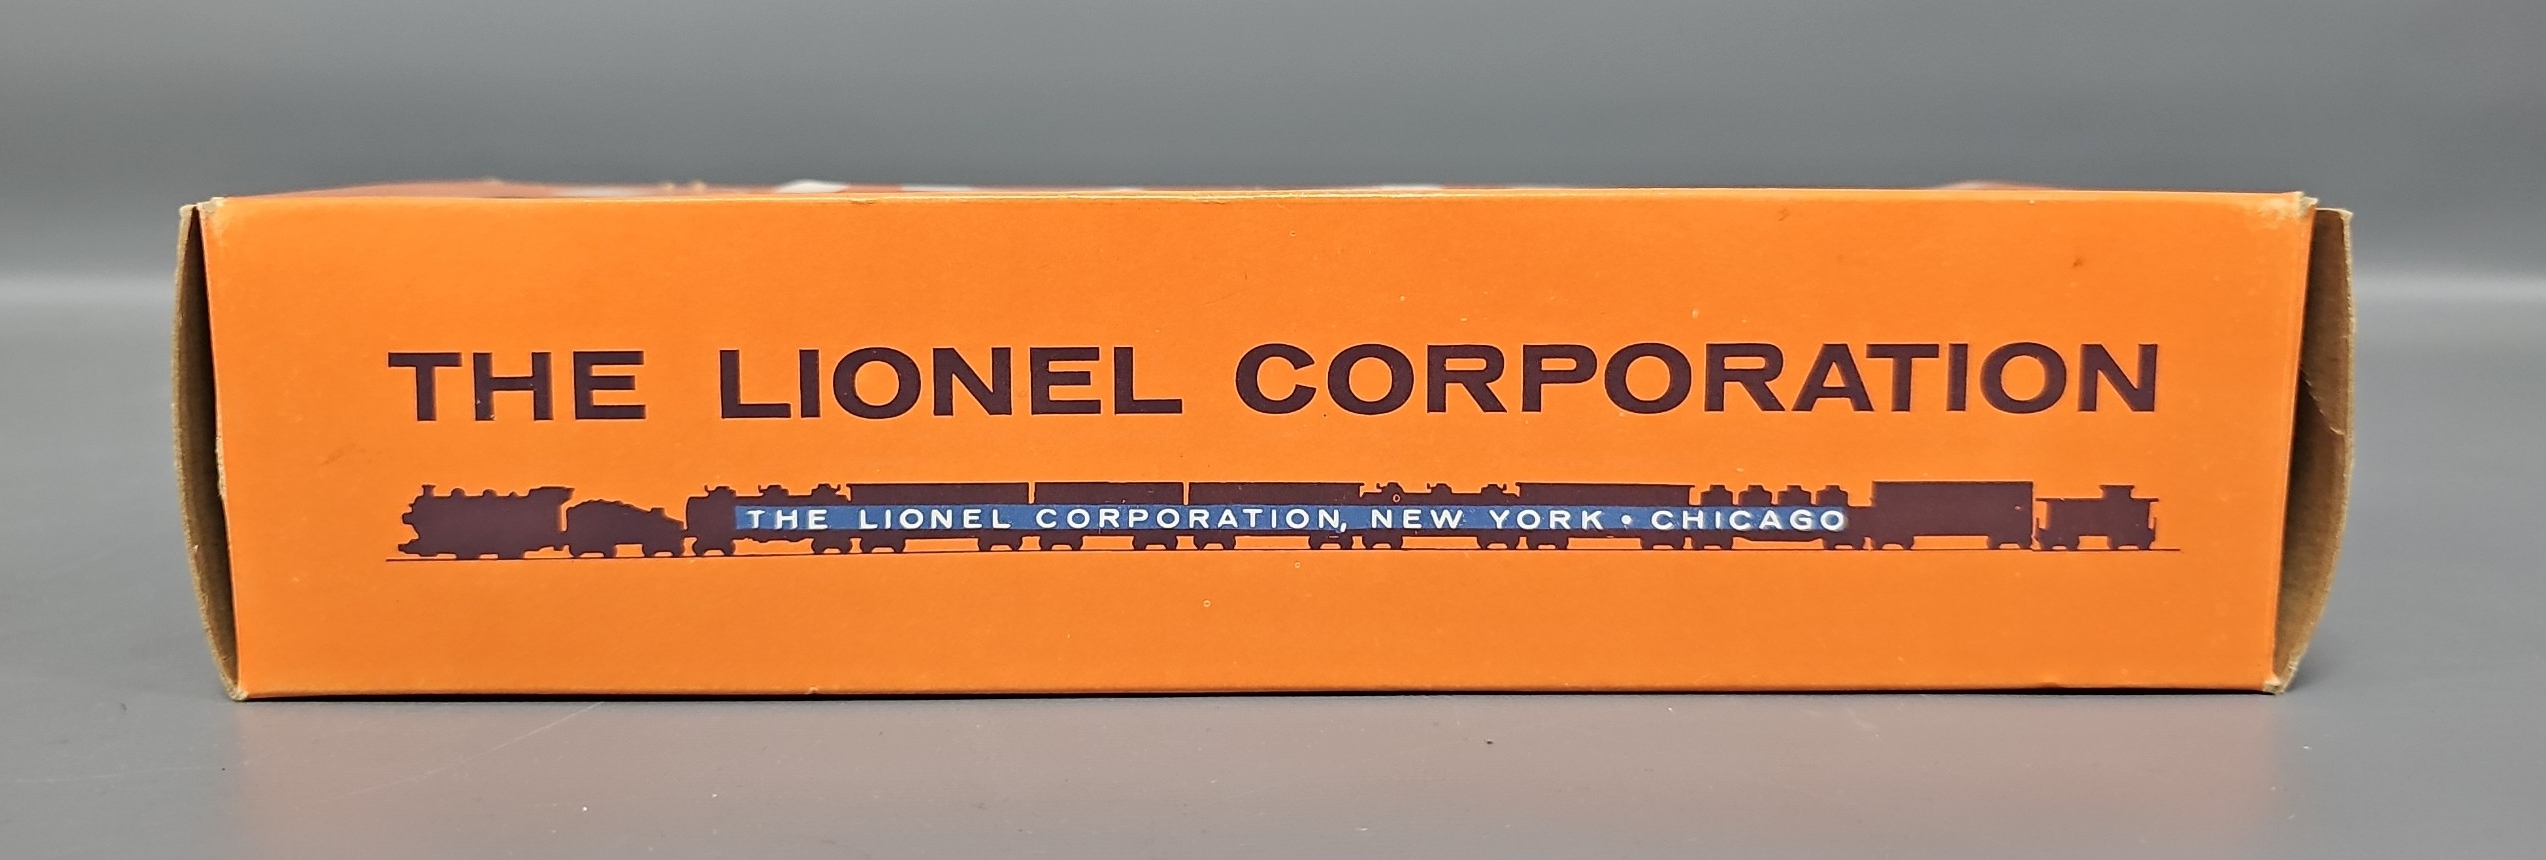 THE LIONEL CORPORATION
THE LIONEL CORPORATION, NEW YORK • CHICAGO